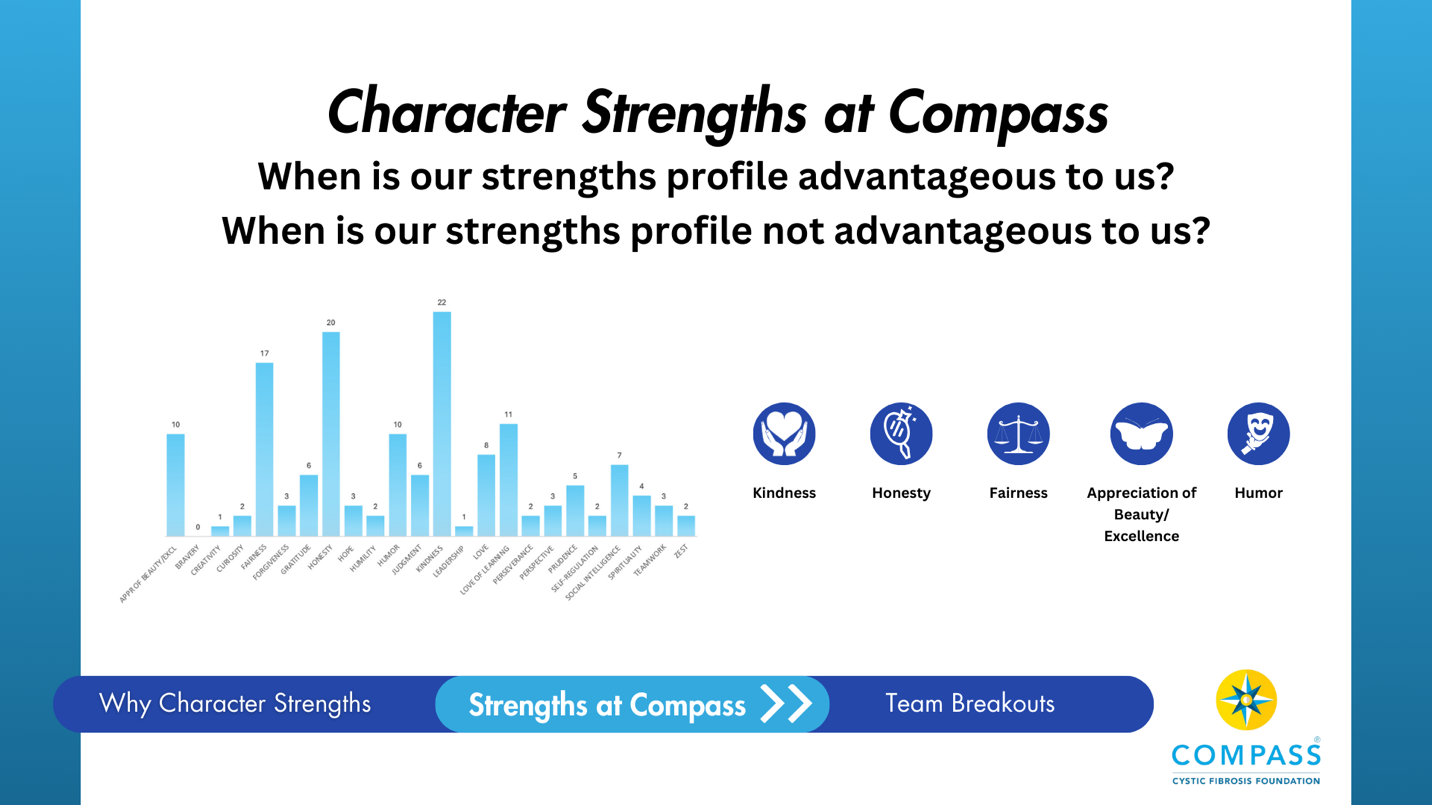 Character Strengths at Compass
When is our strengths profile advantageous to us?
When is our strengths profile not advantageous to us?
10
0
1
2
17
3
6
20
3
2
10
6
22
1
8
11
2
3
5
2
7
4
3
2
APPR OF BEAUTY/EXCL
BRAVERY
CREATIVITY
CURIOSITY
FAIRNESS
FORGIVENESS
GRATITUDE
HONESTY
HOPE
HUMILITY
HUMOR
JUDGMENT
KINDNESS
LEADERSHIP
LOVE
LOVE OF LEARNING
PERSEVERANCE
PERSPECTIVE
PRUDENCE
SELF-REGULATION
SOCIAL INTELLIGENCE
SPIRITUALITY
TEAMWORK
ZEST
Kindness
Honesty
Fairness
Appreciation of
Beauty/
Excellence
Humor
Why Character Strengths
Strengths at Compass
Team Breakouts
COMPASS®
CYSTIC FIBROSIS FOUNDATION